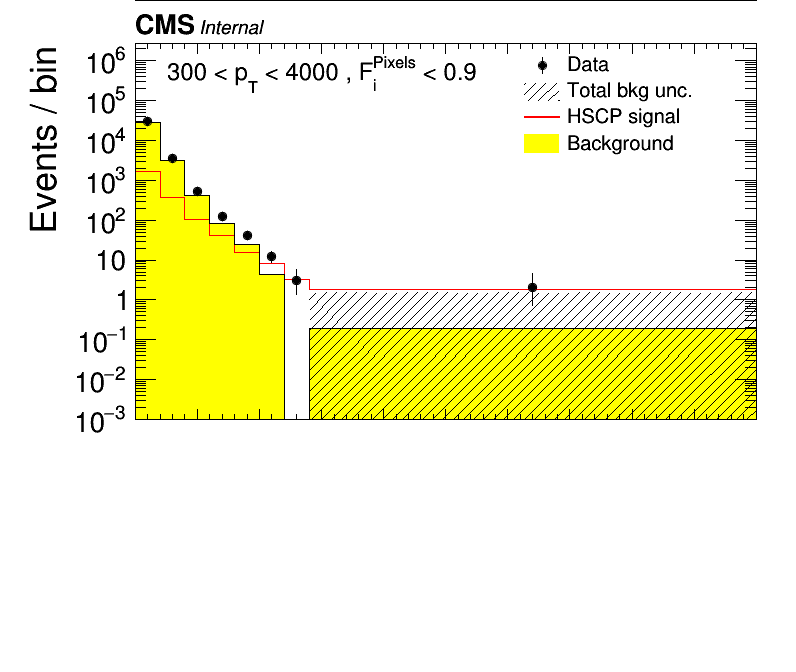 CMS Internal
300 < p_T < 4000 , F_i^Pixels < 0.9
Data
Total bkg unc.
HSCP signal
Background
Events / bin
10^6
10^5
10^4
10^3
10^2
10
1
10^−1
10^−2
10^−3